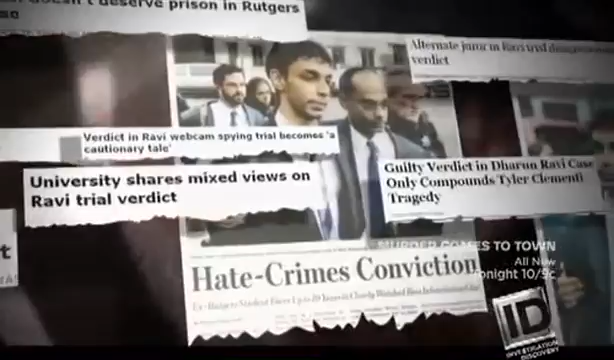 deserve prison in Rutgers
Alternate juror in Ravi trial
verdict
Verdict in Ravi webcam spying trial becomes 'a
cautionary tale'
University shares mixed views on
Ravi trial verdict
Guilty Verdict in Dharun Ravi Case
Only Compounds Tyler Clementi
Tragedy
MURDER COMES TO TOWN
All New
Tonight 10/9c
Hate-Crimes Conviction
ID
INVESTIGATION
DISCOVERY